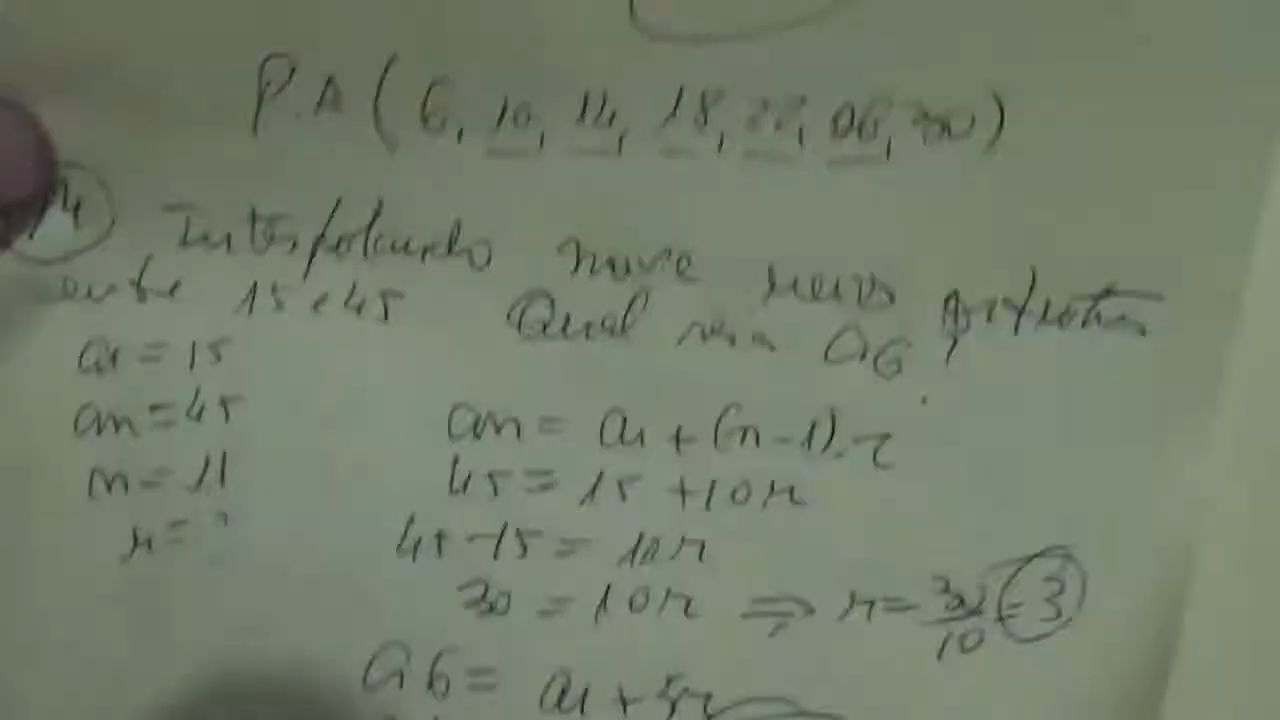 P.A (6, 10, 14, 18, 22, 26, 30)
14 Interpolando nove meios aritméticos
entre 15 e 45 Qual seria a6?
a1 = 15
an = 45 an = a1 + (n-1).r
n = 11 45 = 15 + 10r
r = ? 45 - 15 = 10r
30 = 10r ⇒ r = 30/10 = 3
a6 = a1 + 5r